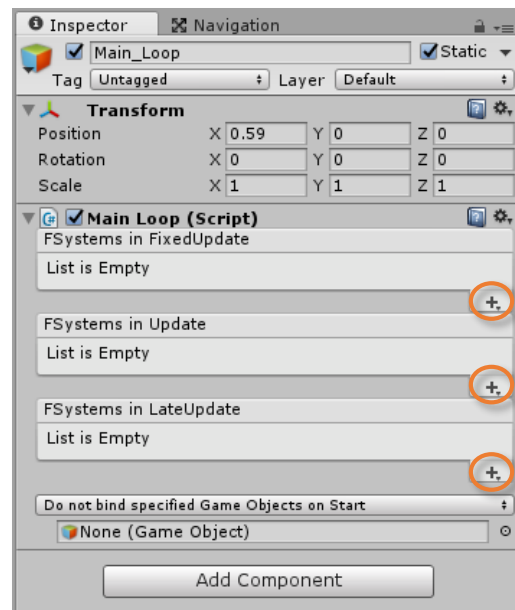 Inspector Navigation
Main_Loop Static
Tag Untagged Layer Default
Transform
Position X 0.59 Y 0 Z 0
Rotation X 0 Y 0 Z 0
Scale X 1 Y 1 Z 1
Main Loop (Script)
FSystems in FixedUpdate
List is Empty
FSystems in Update
List is Empty
FSystems in LateUpdate
List is Empty
Do not bind specified Game Objects on Start
None (Game Object)
Add Component